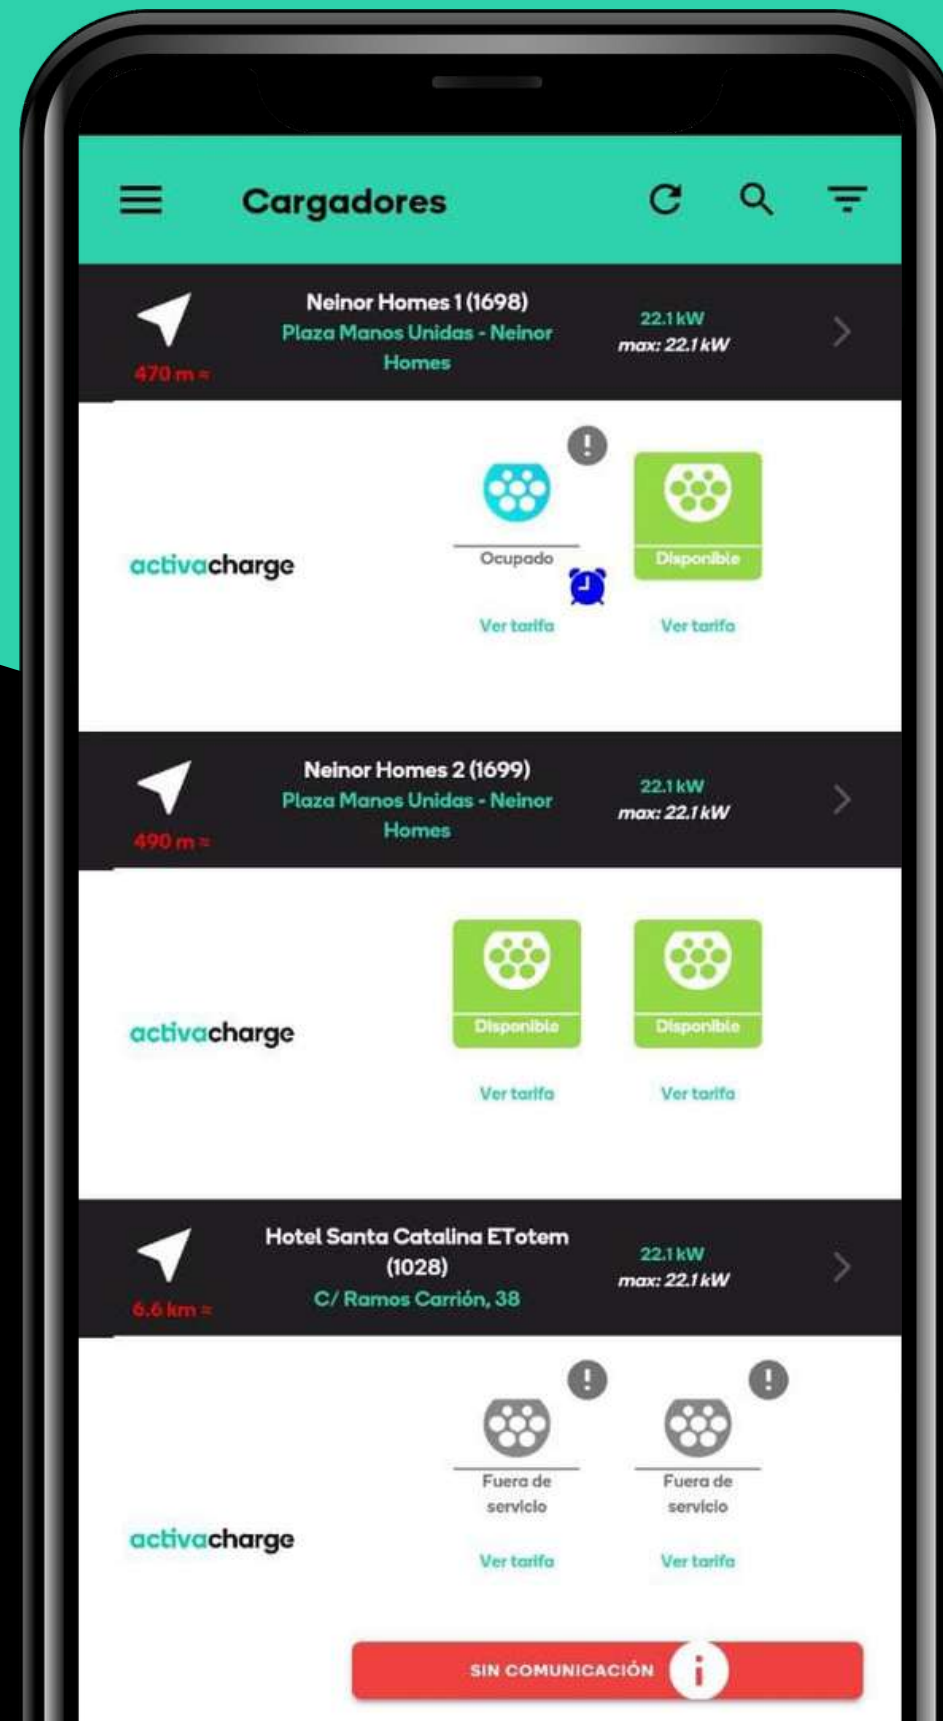 Cargadores
Neinor Homes 1 (1698)
Plaza Manos Unidas - Neinor
Homes
22.1 kW
max: 22.1 kW
470 m ≈
activacharge
Ocupado
Disponible
Ver tarifa
Ver tarifa
Neinor Homes 2 (1699)
Plaza Manos Unidas - Neinor
Homes
22.1 kW
max: 22.1 kW
490 m ≈
activacharge
Disponible
Disponible
Ver tarifa
Ver tarifa
Hotel Santa Catalina ETotem
(1028)
C/ Ramos Carrión, 38
22.1 kW
max: 22.1 kW
6.6 km ≈
activacharge
Fuera de
servicio
Fuera de
servicio
Ver tarifa
Ver tarifa
SIN COMUNICACIÓN